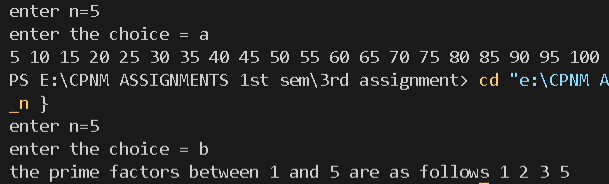 enter n=5
enter the choice = a
5 10 15 20 25 30 35 40 45 50 55 60 65 70 75 80 85 90 95 100
PS E:\CPNM ASSIGNMENTS 1st sem\3rd assignment> cd "e:\CPNM A
_n }
enter n=5
enter the choice = b
the prime factors between 1 and 5 are as follows 1 2 3 5